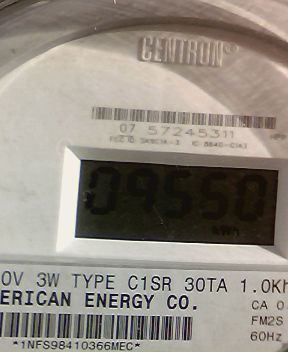 CENTRON®
07 57245311
09550
kWh
0V 3W TYPE C1SR 30TA 1.0Kh
ERICAN ENERGY CO.
CA 0
FM2S
60Hz
*1NFS98410366MEC*